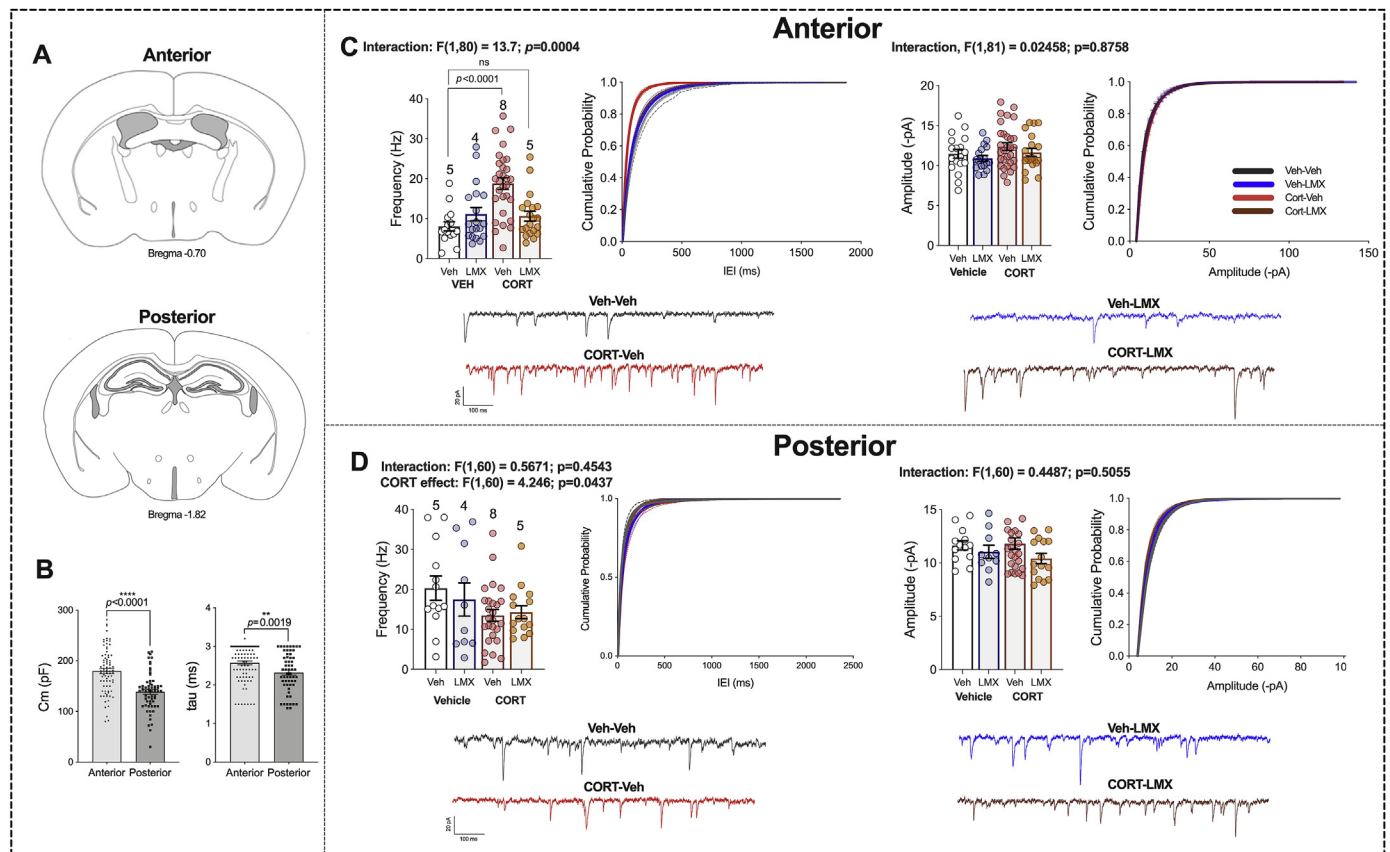 A
Anterior
Bregma -0.70
Posterior
Bregma -1.82
B
****
p<0.0001
Cm (pF)
300
200
100
0
Anterior Posterior
**
p=0.0019
tau (ms)
4
3
2
1
0
Anterior Posterior
Anterior
C
Interaction: F(1,80) = 13.7; p=0.0004
ns
p<0.0001
5 4 8 5
Frequency (Hz)
40
30
20
10
0
Veh LMX Veh LMX
VEH CORT
Cumulative Probability
1.0
0.8
0.6
0.4
0.2
0.0
0 500 1000 1500 2000
IEI (ms)
Interaction, F(1,81) = 0.02458; p=0.8758
Amplitude (-pA)
20
15
10
5
0
Veh LMX Veh LMX
Vehicle CORT
Cumulative Probability
1.0
0.8
0.6
0.4
0.2
0.0
0 50 100 150
Amplitude (-pA)
Veh-Veh
Veh-LMX
Cort-Veh
Cort-LMX
Veh-Veh
Veh-LMX
CORT-Veh
CORT-LMX
20 pA
100 ms
Posterior
D
Interaction: F(1,60) = 0.5671; p=0.4543
CORT effect: F(1,60) = 4.246; p=0.0437
5 4 8 5
Frequency (Hz)
40
30
20
10
0
Veh LMX Veh LMX
Vehicle CORT
Cumulative Probability
1.0
0.5
0.0
0 500 1000 1500 2000 2500
IEI (ms)
Interaction: F(1,60) = 0.4487; p=0.5055
Amplitude (-pA)
15
10
5
0
Veh LMX Veh LMX
Vehicle CORT
Cumulative Probability
1.0
0.8
0.6
0.4
0.2
0.0
0 20 40 60 80 10
Amplitude (-pA)
Veh-Veh
Veh-LMX
CORT-Veh
CORT-LMX
20 pA
100 ms